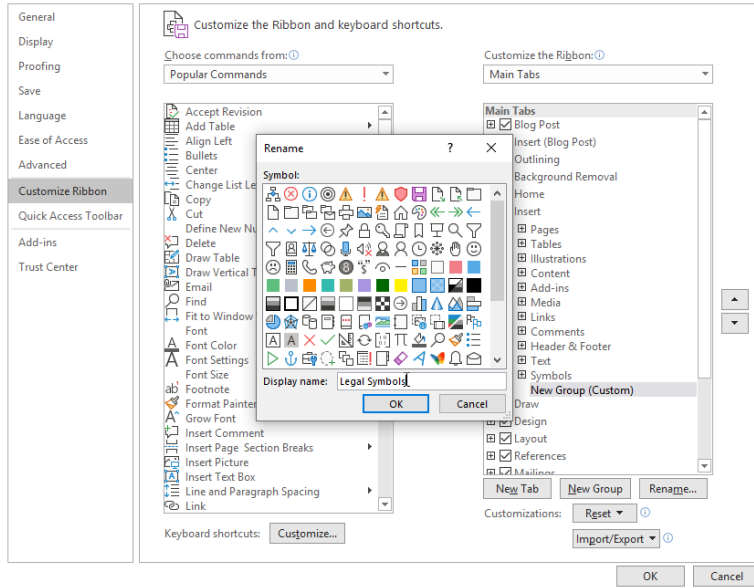 General
Display
Proofing
Save
Language
Ease of Access
Advanced
Customize Ribbon
Quick Access Toolbar
Add-ins
Trust Center
Customize the Ribbon and keyboard shortcuts.
Choose commands from:
Popular Commands
Accept Revision
Add Table
Align Left
Bullets
Center
Change List Le
Copy
Cut
Define New Nu
Delete
Draw Table
Draw Vertical T
Email
Find
Fit to Window
Font
Font Color
Font Settings
Font Size
Footnote
Format Painter
Grow Font
Insert Comment
Insert Page Section Breaks
Insert Picture
Insert Text Box
Line and Paragraph Spacing
Link
Keyboard shortcuts: Customize...
Rename ?
Symbol:
Display name: Legal Symbols
OK Cancel
Customize the Ribbon:
Main Tabs
Main Tabs
Blog Post
Insert (Blog Post)
Outlining
Background Removal
Home
Insert
Pages
Tables
Illustrations
Content
Add-ins
Media
Links
Comments
Header & Footer
Text
Symbols
New Group (Custom)
Draw
Design
Layout
References
Mailings
New Tab New Group Rename...
Customizations: Reset
Import/Export
OK Cancel